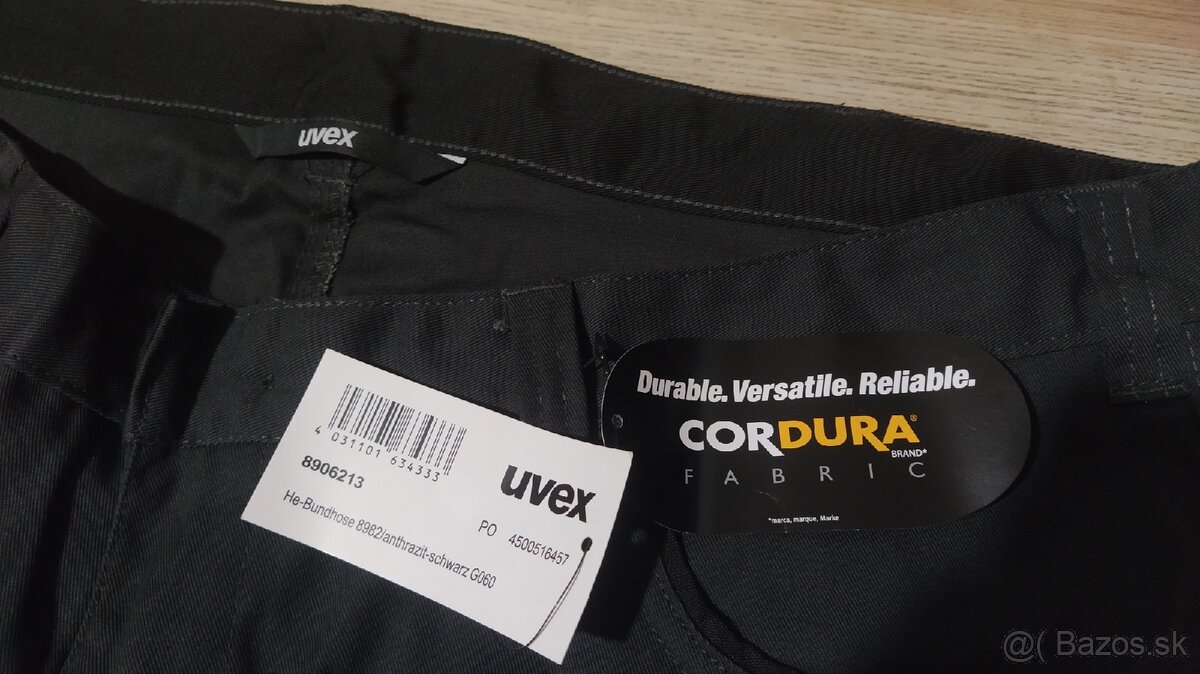 uvex
4 031101 634333
8906213
uvex
PO 4500516457
He-Bundhose 8982/anthrazit-schwarz G060
Durable. Versatile. Reliable.
CORDURA®
BRAND*
FABRIC
*marca, marque, Marke
@( Bazos.sk